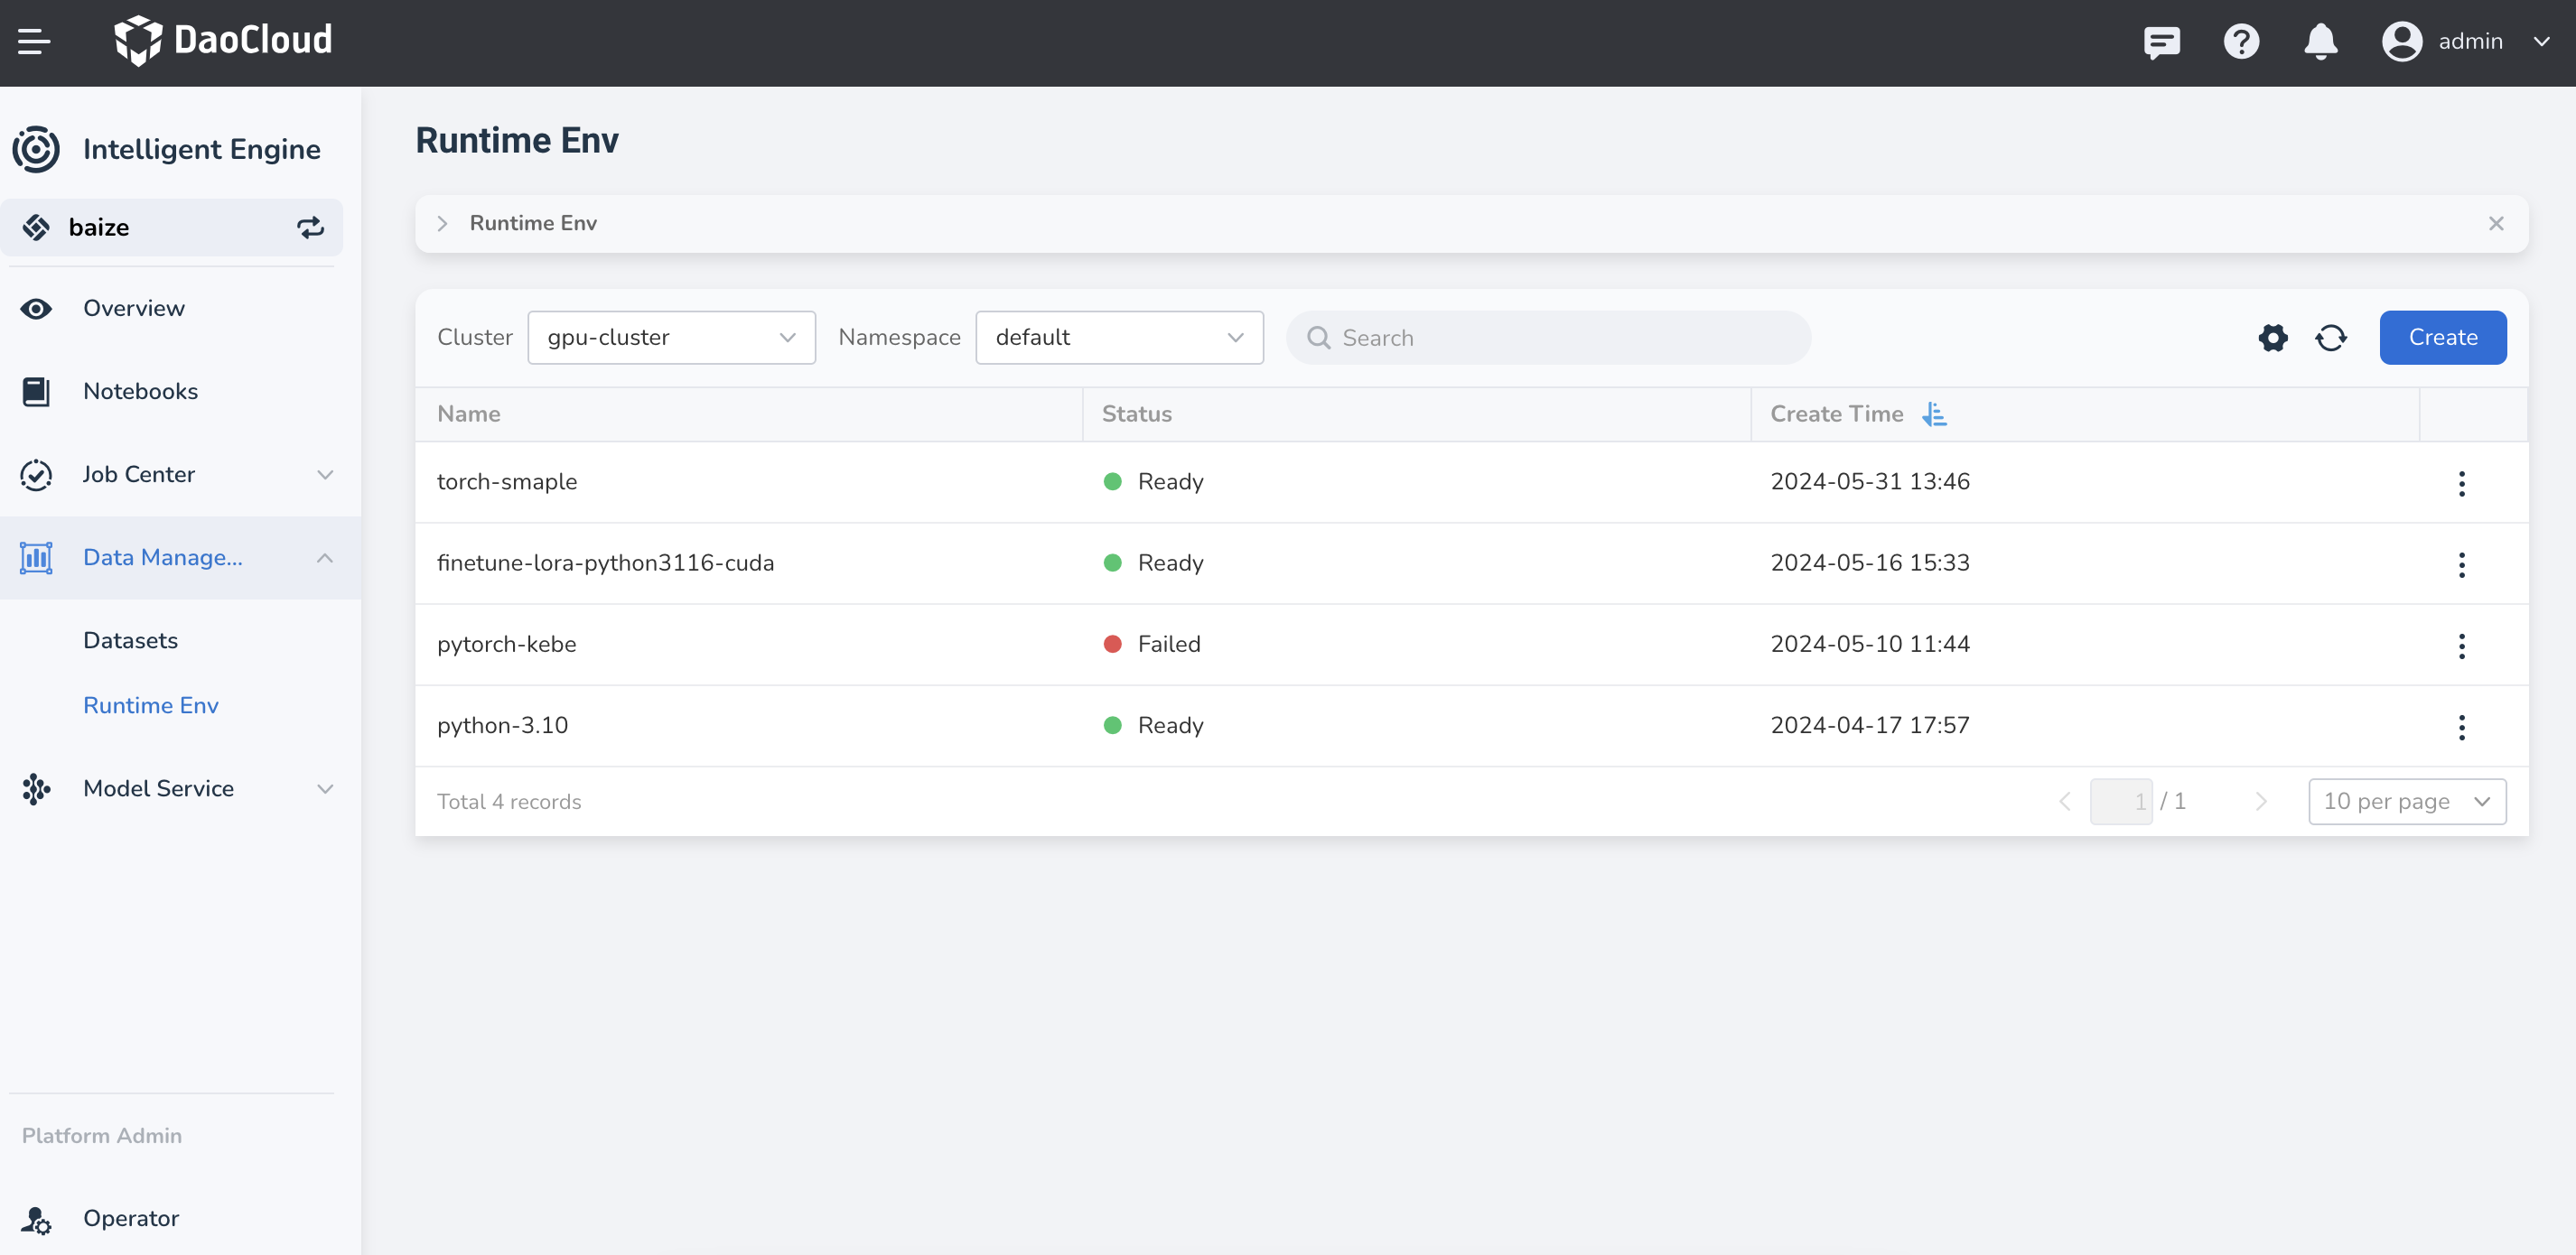 DaoCloud
admin
Intelligent Engine
baize
Overview
Notebooks
Job Center
Data Manage...
Datasets
Runtime Env
Model Service
Platform Admin
Operator
Runtime Env
Runtime Env
Cluster gpu-cluster Namespace default Search Create
Name Status Create Time
torch-smaple Ready 2024-05-31 13:46
finetune-lora-python3116-cuda Ready 2024-05-16 15:33
pytorch-kebe Failed 2024-05-10 11:44
python-3.10 Ready 2024-04-17 17:57
Total 4 records 1 / 1 10 per page